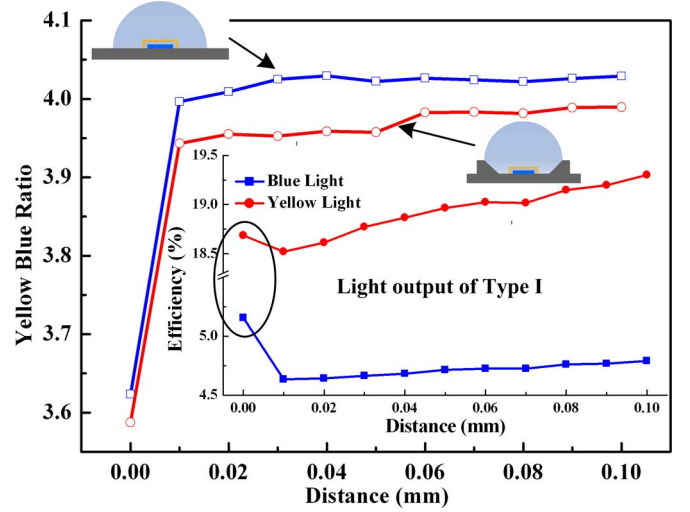 4.1
4.0
3.9
3.8
3.7
3.6
Yellow Blue Ratio
19.5
19.0
18.5
5.0
4.5
Efficiency (%)
Blue Light
Yellow Light
Light output of Type I
0.00 0.02 0.04 0.06 0.08 0.10
Distance (mm)
0.00 0.02 0.04 0.06 0.08 0.10
Distance (mm)